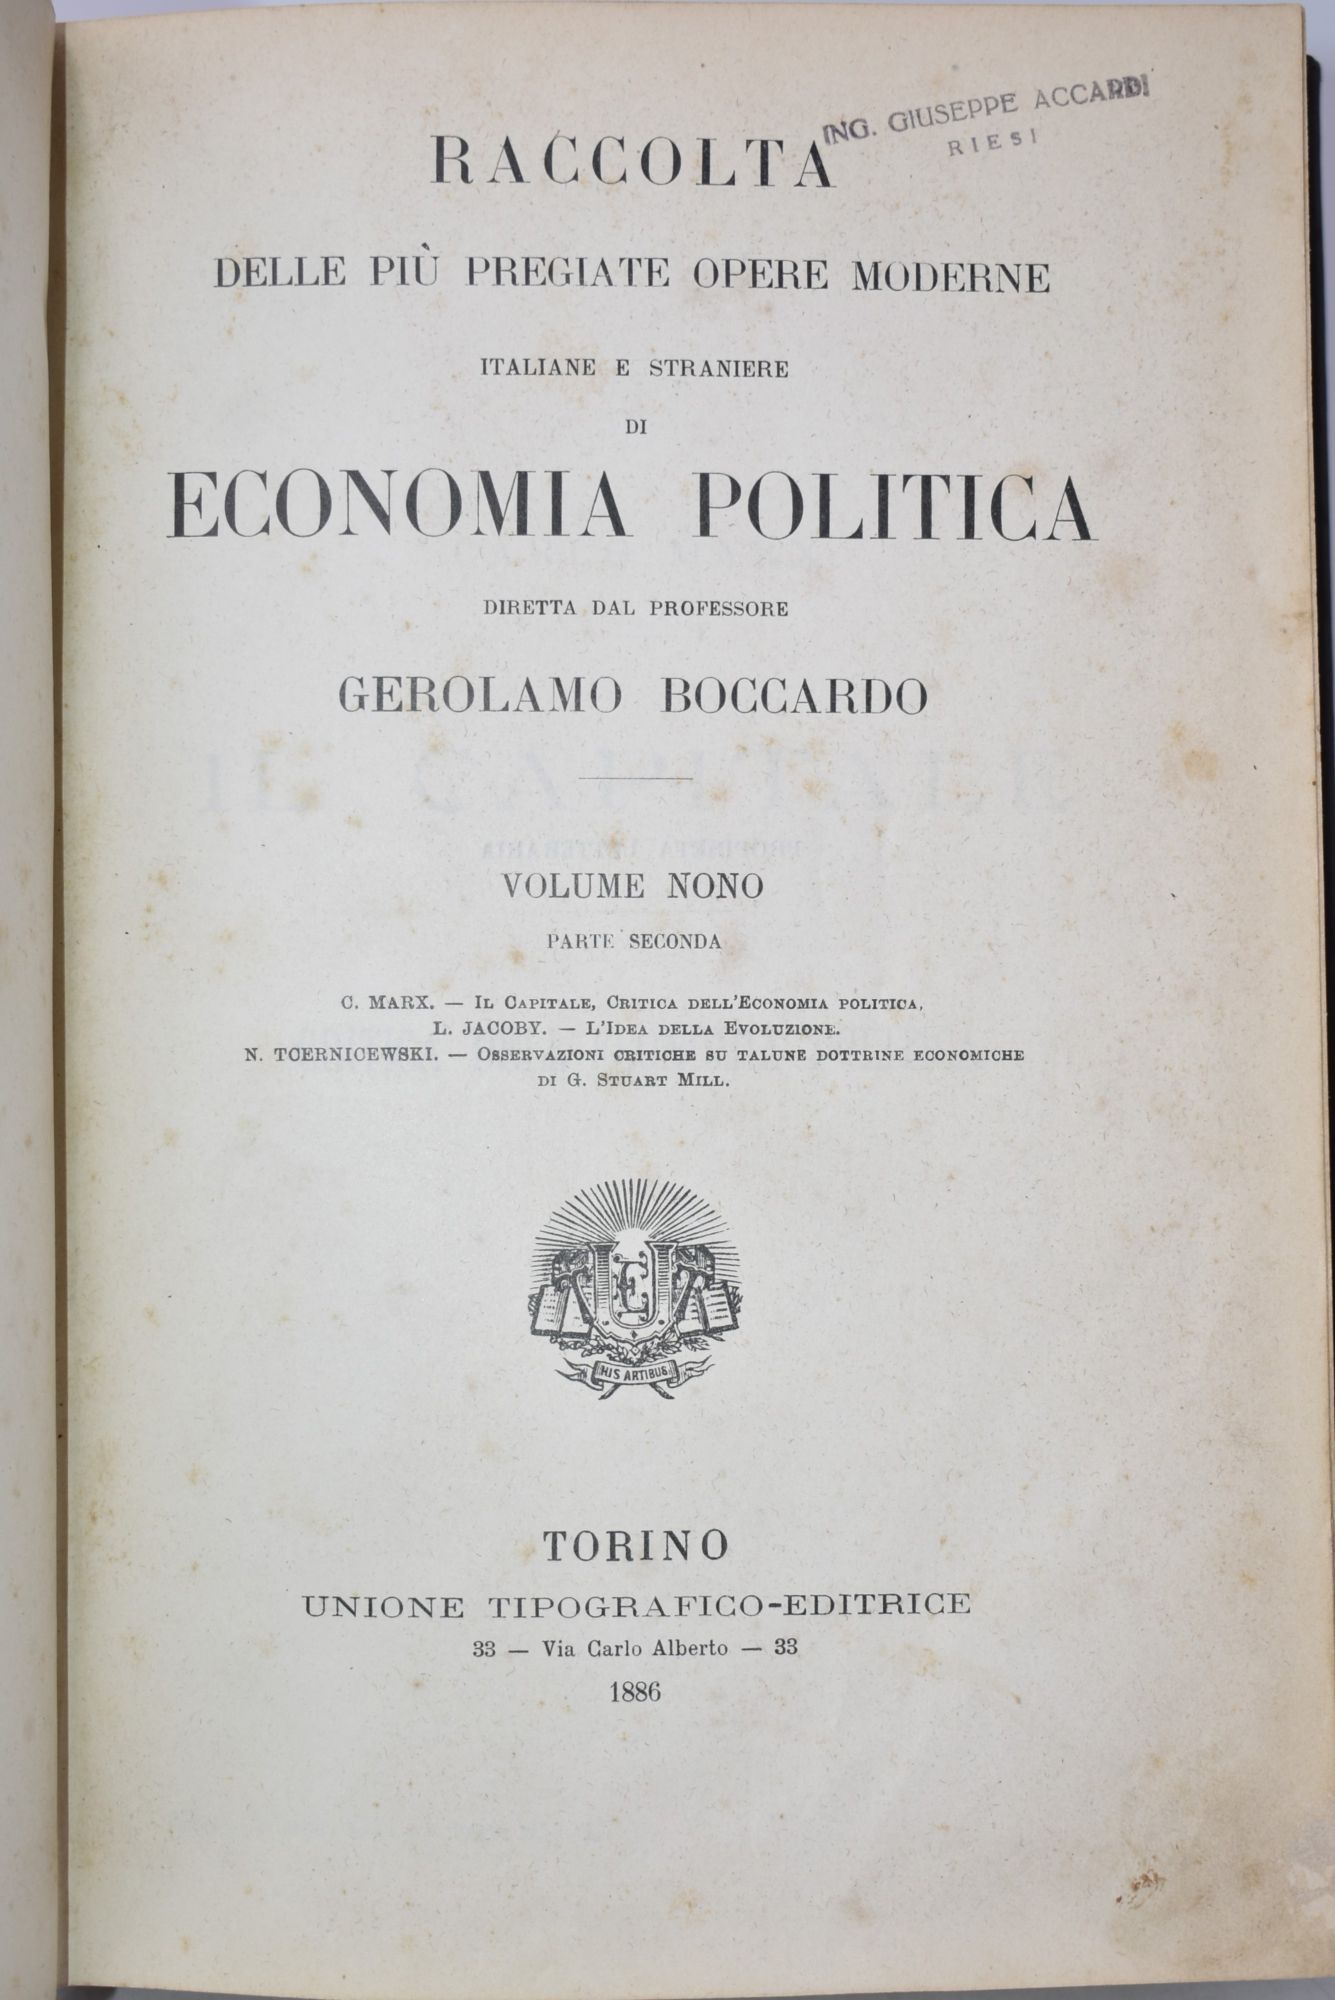 ING. GIUSEPPE ACCARDI
RIESI
RACCOLTA
DELLE PIÙ PREGIATE OPERE MODERNE
ITALIANE E STRANIERE
DI
ECONOMIA POLITICA
DIRETTA DAL PROFESSORE
GEROLAMO BOCCARDO
VOLUME NONO
PARTE SECONDA
C. MARX. — IL CAPITALE, CRITICA DELL'ECONOMIA POLITICA,
L. JACOBY. — L'IDEA DELLA EVOLUZIONE.
N. TCERNICEWSKI. — OSSERVAZIONI CRITICHE SU TALUNE DOTTRINE ECONOMICHE
DI G. STUART MILL.
UE
HIS ARTIBUS
TORINO
UNIONE TIPOGRAFICO-EDITRICE
33 — Via Carlo Alberto — 33
1886